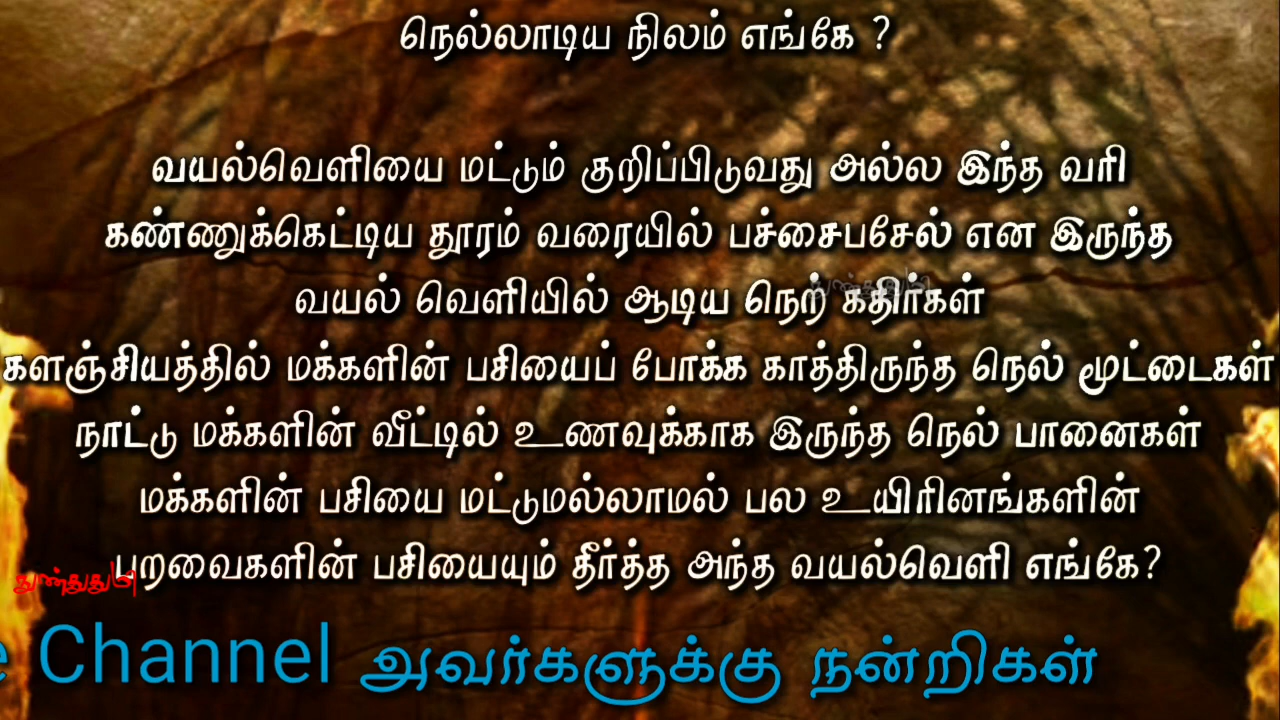 நெல்லாடிய நிலம் எங்கே ?
வயல்வெளியை மட்டும் குறிப்பிடுவது அல்ல இந்த வரி
கண்ணுக்கெட்டிய தூரம் வரையில் பச்சைபசேல் என இருந்த
வயல் வெளியில் ஆடிய நெற் கதிர்கள்
களஞ்சியத்தில் மக்களின் பசியைப் போக்க காத்திருந்த நெல் மூட்டைகள்
நாட்டு மக்களின் வீட்டில் உணவுக்காக இருந்த நெல் பானைகள்
மக்களின் பசியை மட்டுமல்லாமல் பல உயிரினங்களின்
பறவைகளின் பசியையும் தீர்த்த அந்த வயல்வெளி எங்கே?
துண்துதுமி
e Channel அவர்களுக்கு நன்றிகள்